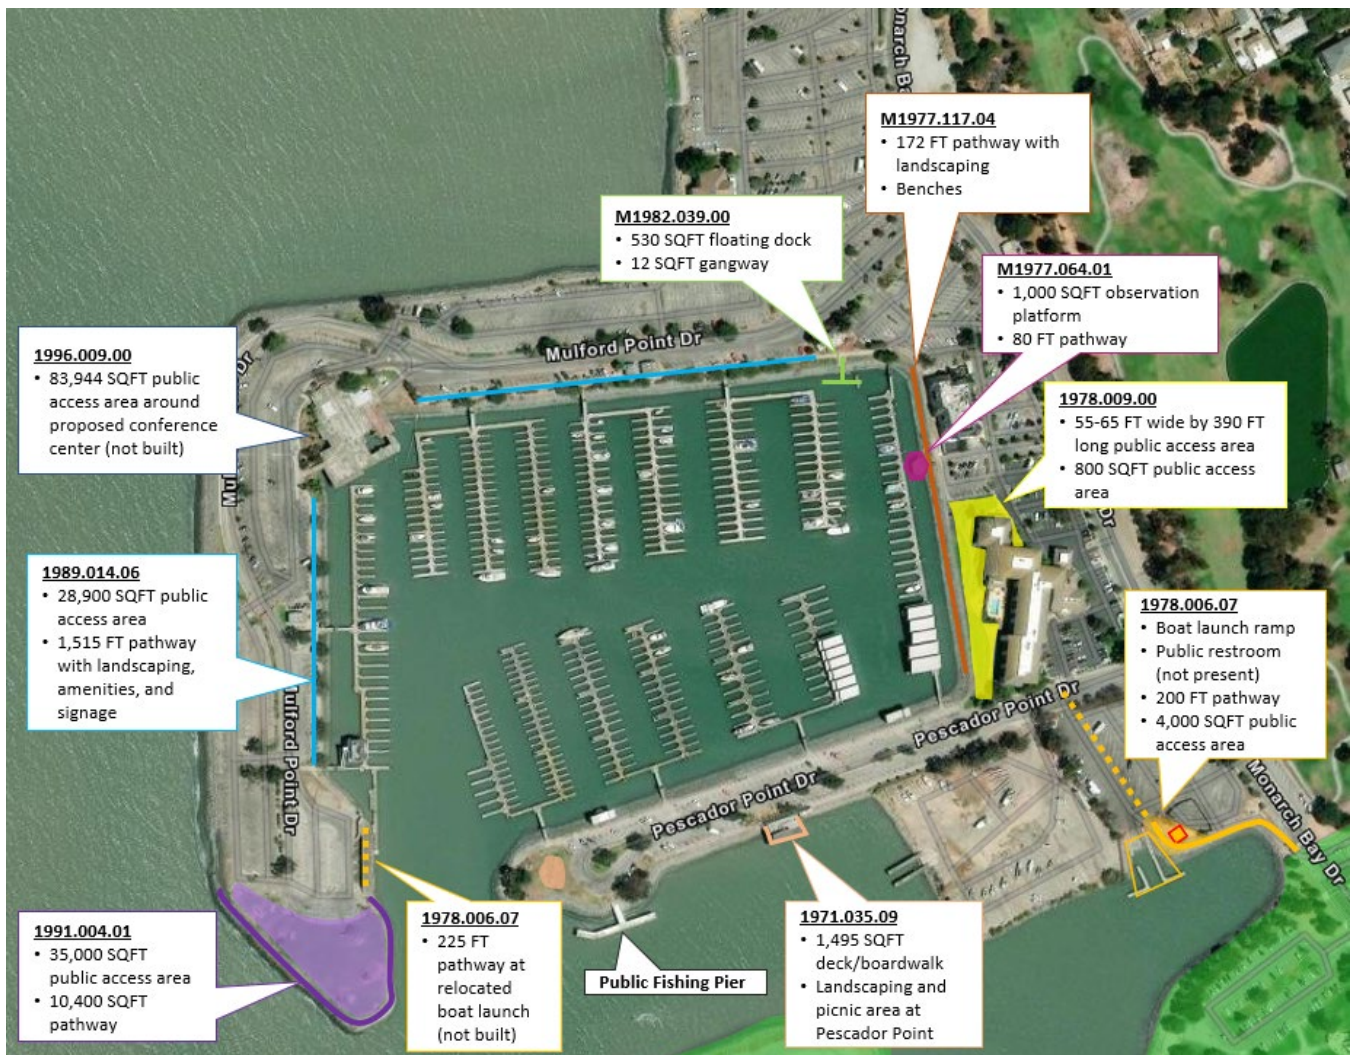 onarch Ba
M1977.117.04
• 172 FT pathway with
landscaping
• Benches
M1982.039.00
• 530 SQFT floating dock
• 12 SQFT gangway
M1977.064.01
• 1,000 SQFT observation
platform
• 80 FT pathway
1996.009.00
• 83,944 SQFT public
access area around
proposed conference
center (not built)
Mulford Point Dr
Dr
Mul
1978.009.00
• 55-65 FT wide by 390 FT
long public access area
• 800 SQFT public access
area
Dr
1989.014.06
• 28,900 SQFT public
access area
• 1,515 FT pathway
with landscaping,
amenities, and
signage
Mulford Point Dr
1978.006.07
• Boat launch ramp
• Public restroom
(not present)
• 200 FT pathway
• 4,000 SQFT public
access area
Pescador Point Dr
Pescador Point Dr
Monarch Bay Dr
1991.004.01
• 35,000 SQFT
public access area
• 10,400 SQFT
pathway
1978.006.07
• 225 FT
pathway at
relocated
boat launch
(not built)
Public Fishing Pier
1971.035.09
• 1,495 SQFT
deck/boardwalk
• Landscaping and
picnic area at
Pescador Point